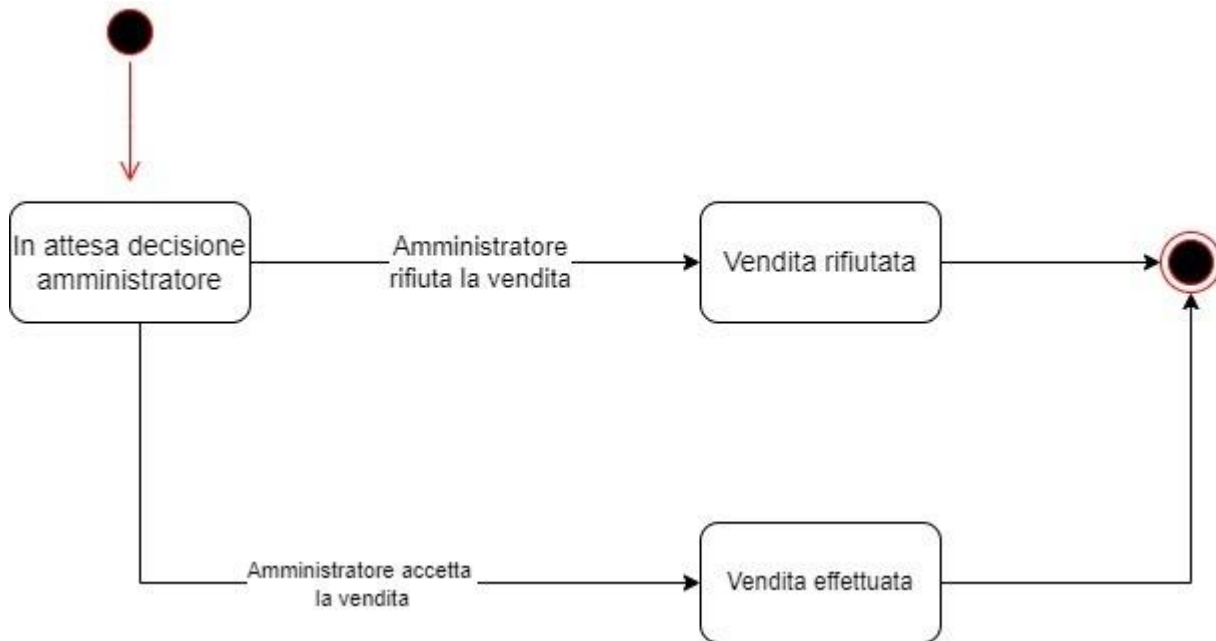 In attesa decisione
amministratore
Amministratore
rifiuta la vendita
Vendita rifiutata
Amministratore accetta
la vendita
Vendita effettuata